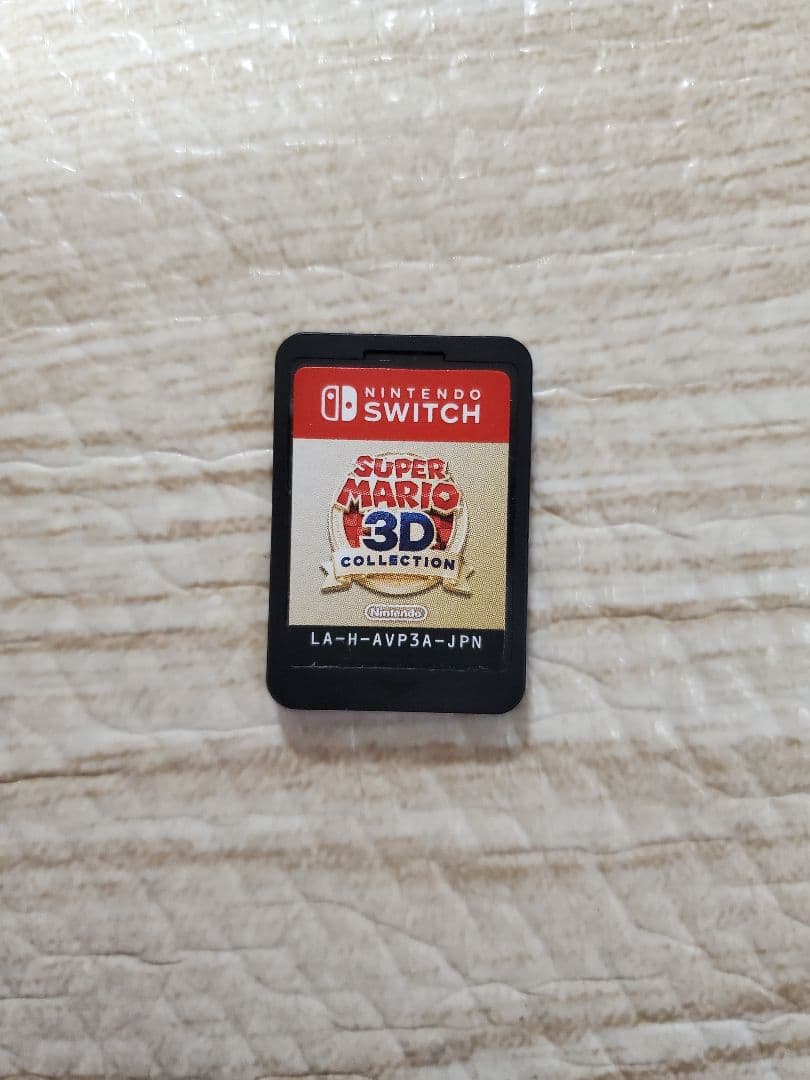 NINTENDO
SWITCH
SUPER
MARIO
3D
COLLECTION
Nintendo
LA-H-AVP3A-JPN